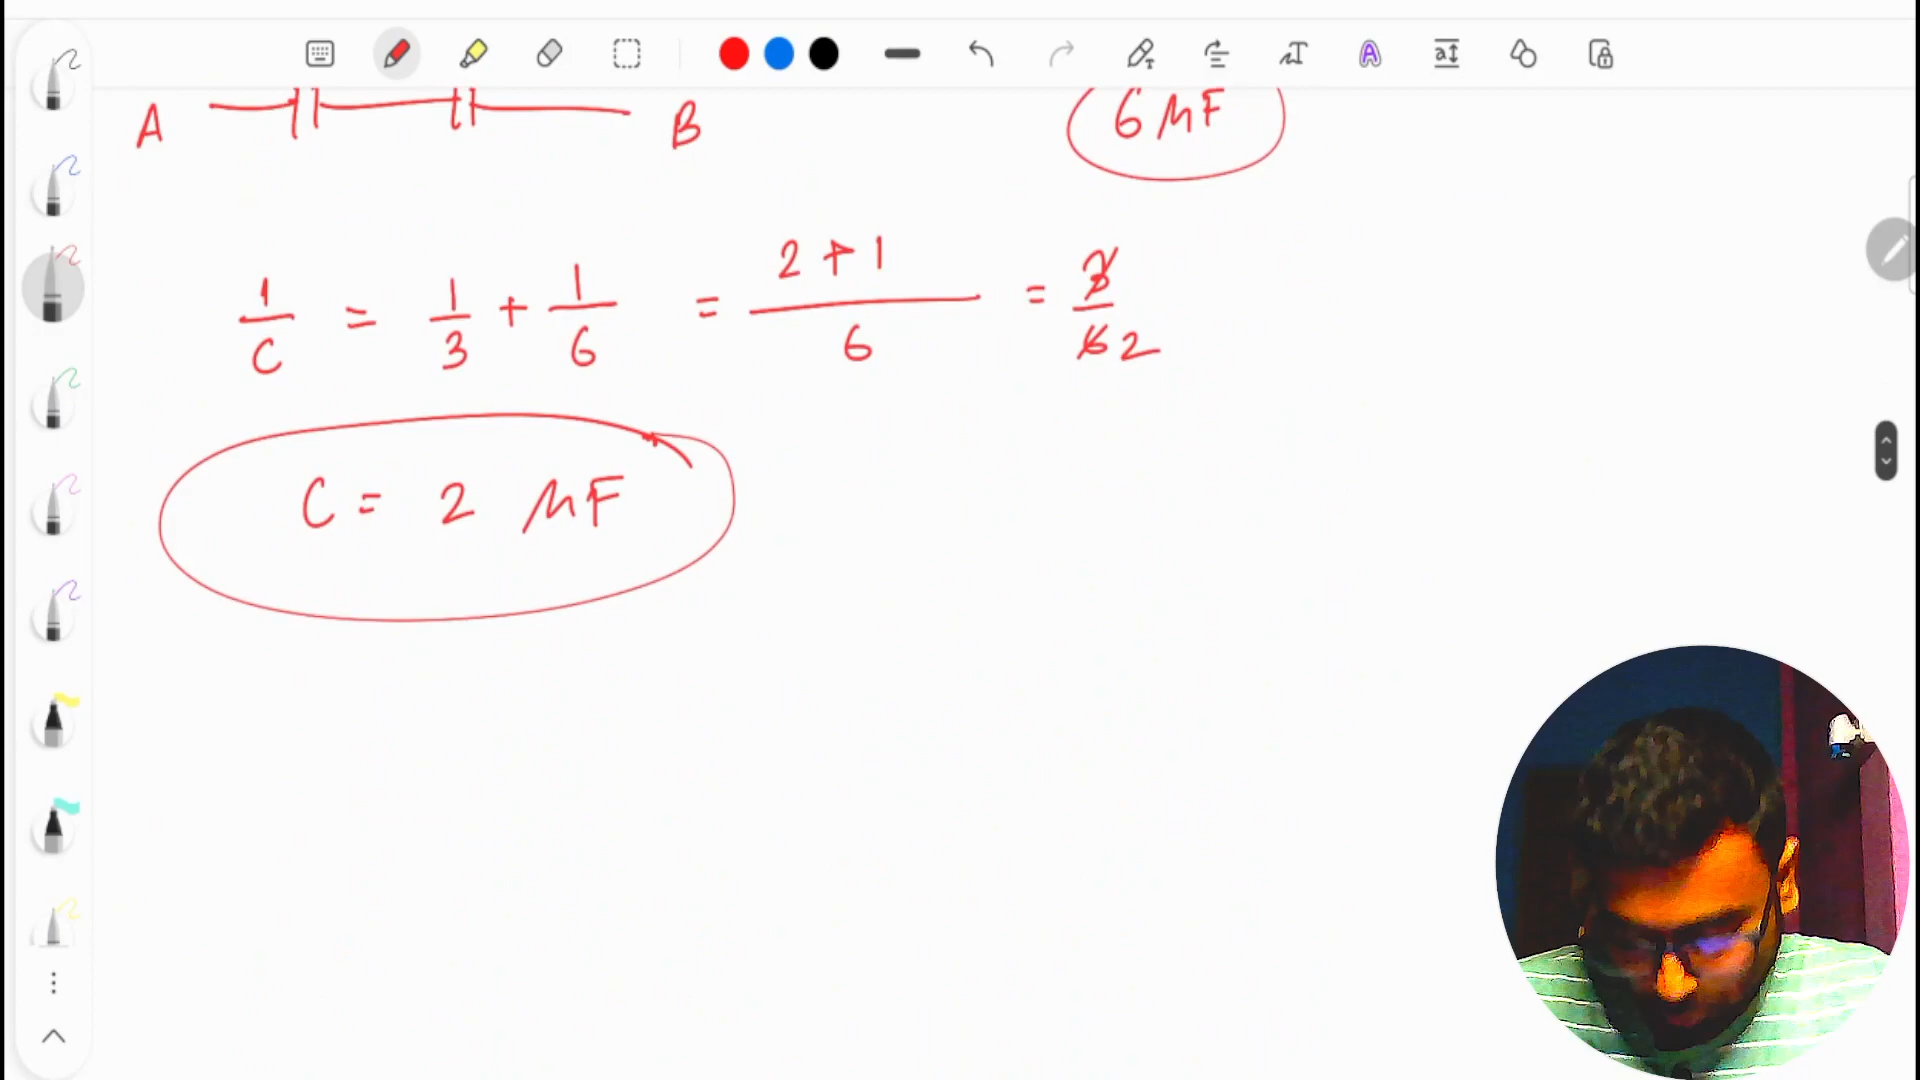 A B
6 μF
1/C = 1/3 + 1/6 = 2 + 1/6 = 3/6 2
C = 2 μF